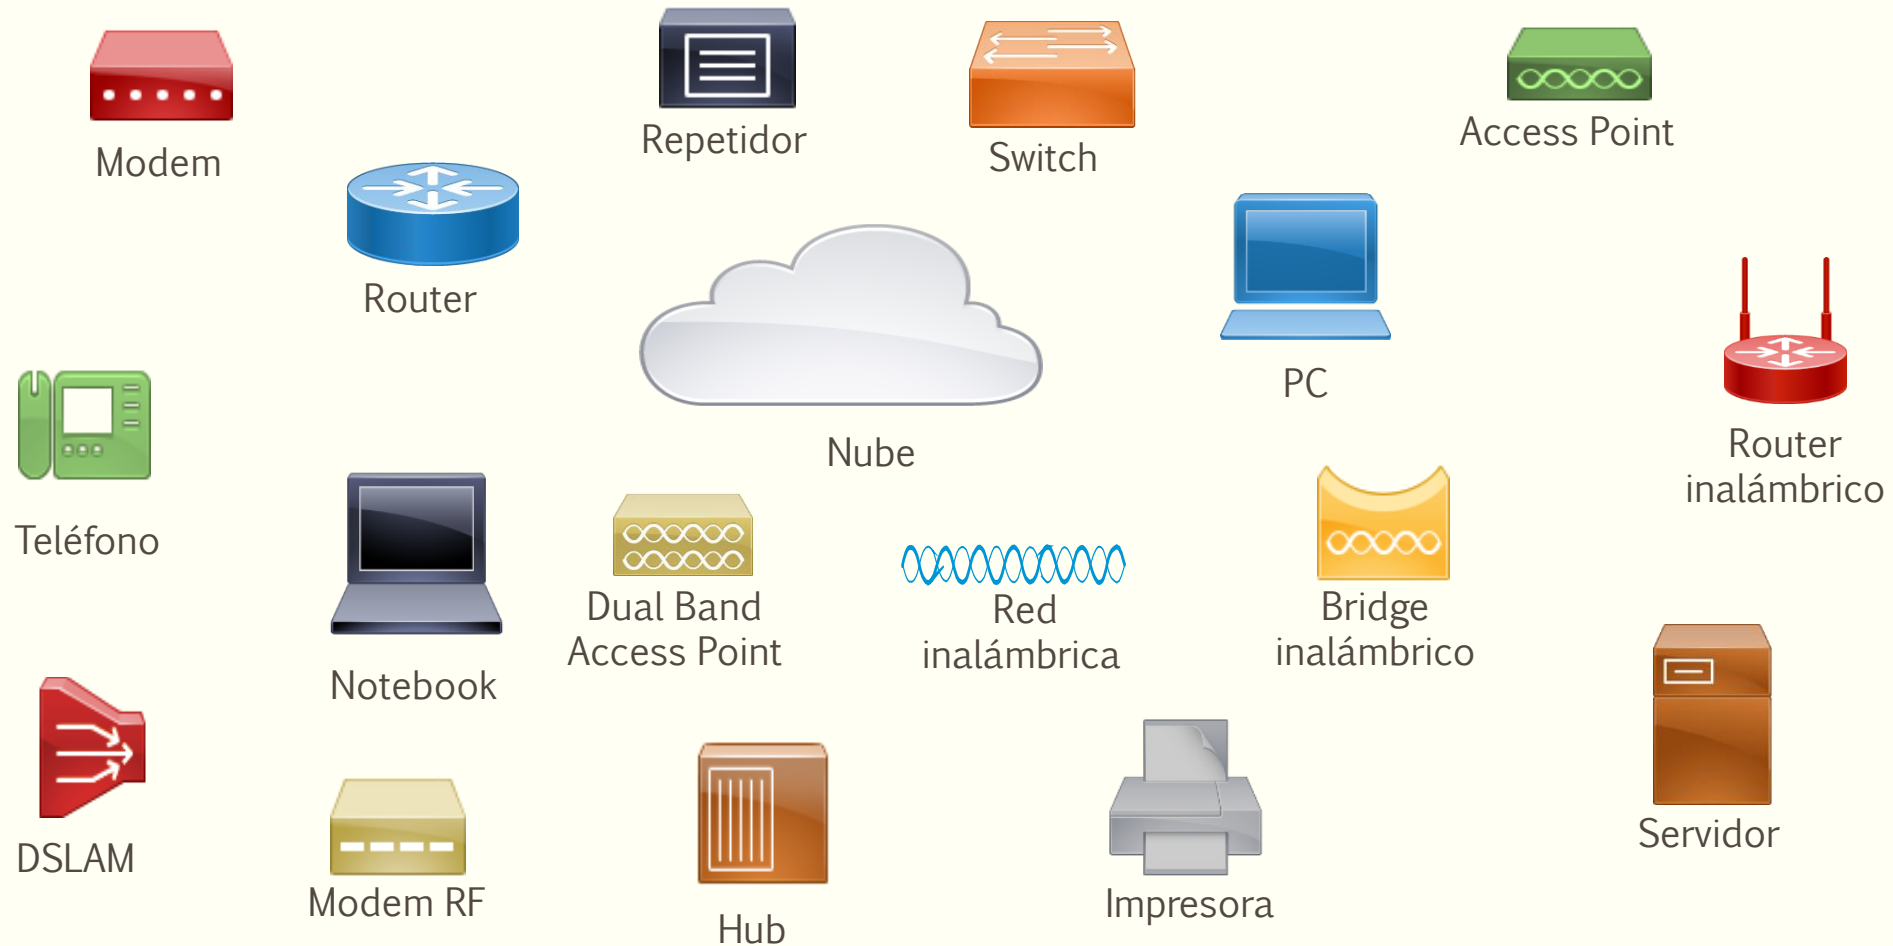 Modem
Repetidor
Switch
Access Point
Router
Nube
PC
Router
inalámbrico
Teléfono
Notebook
Dual Band
Access Point
Red
inalámbrica
Bridge
inalámbrico
DSLAM
Modem RF
Hub
Impresora
Servidor